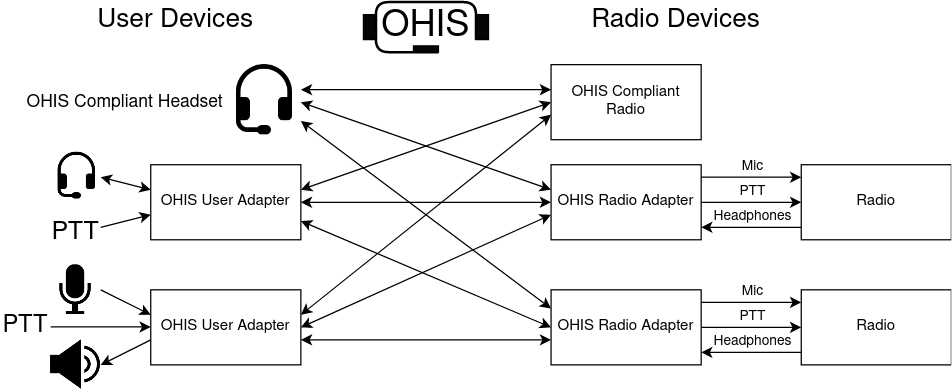 User Devices
OHIS
Radio Devices
OHIS Compliant Headset
OHIS Compliant
Radio
OHIS User Adapter
PTT
OHIS Radio Adapter
Mic
PTT
Headphones
Radio
PTT
OHIS User Adapter
OHIS Radio Adapter
Mic
PTT
Headphones
Radio